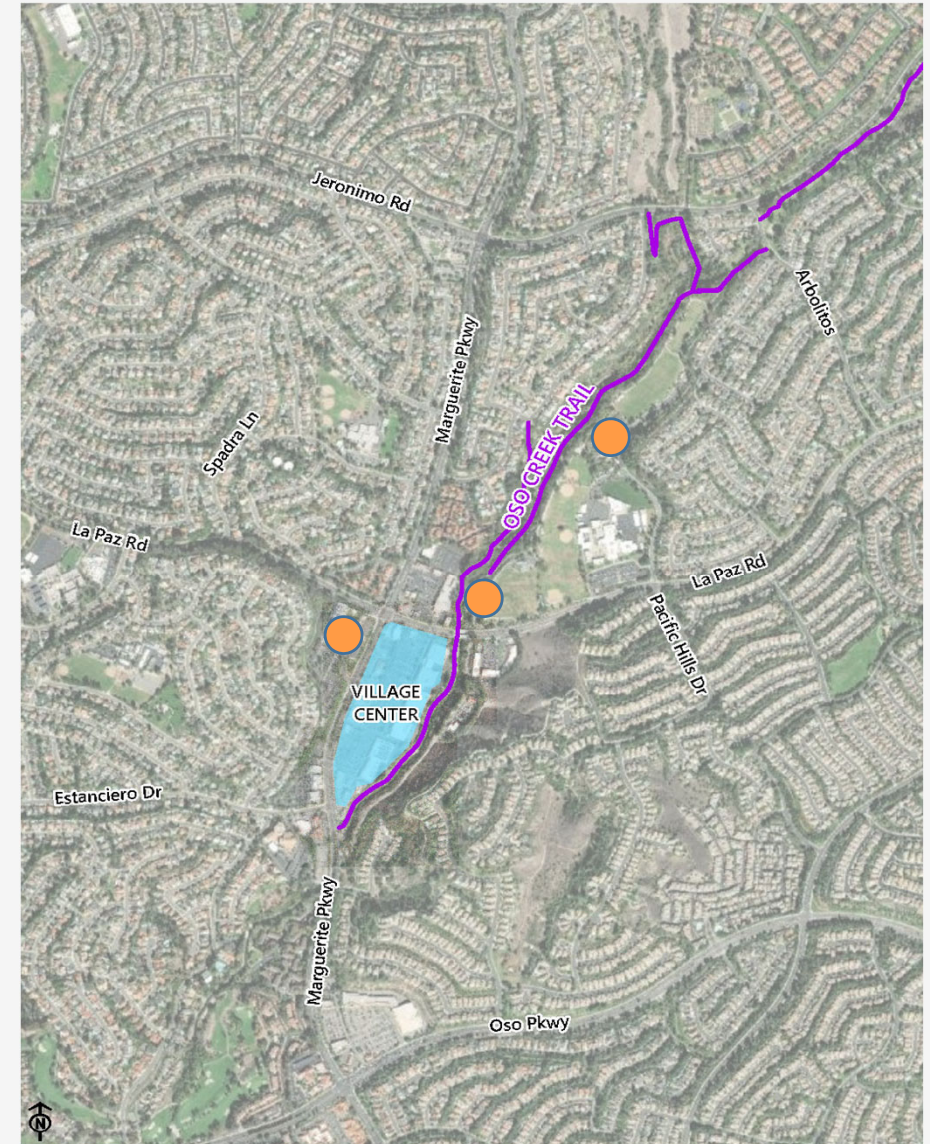 Jeronimo Rd
Arbolitos
Marguerite Pkwy
OSO CREEK TRAIL
Spadra Ln
La Paz Rd
La Paz Rd
Pacific Hills Dr
VILLAGE
CENTER
Estanciero Dr
Marguerite Pkwy
Oso Pkwy
N